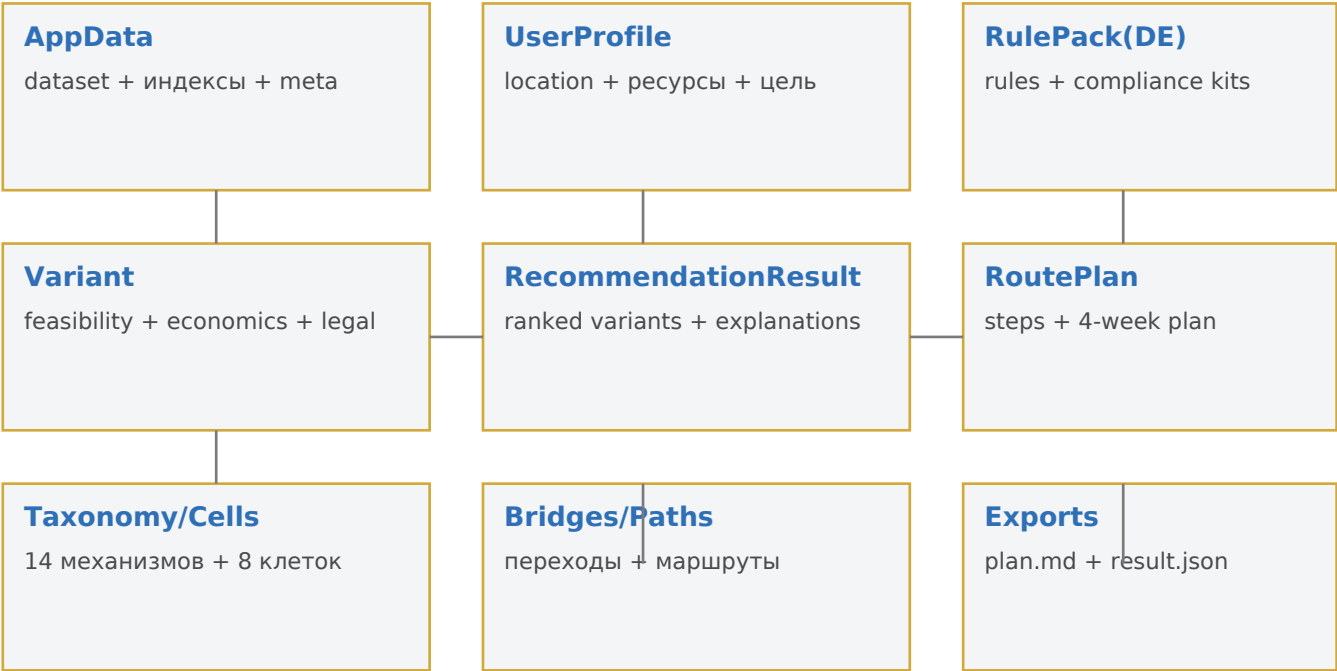 AppData
dataset + индексы + meta
UserProfile
location + ресурсы + цель
RulePack(DE)
rules + compliance kits
Variant
feasibility + economics + legal
RecommendationResult
ranked variants + explanations
RoutePlan
steps + 4-week plan
Taxonomy/Cells
14 механизмов + 8 клеток
Bridges/Paths
переходы + маршруты
Exports
plan.md + result.json